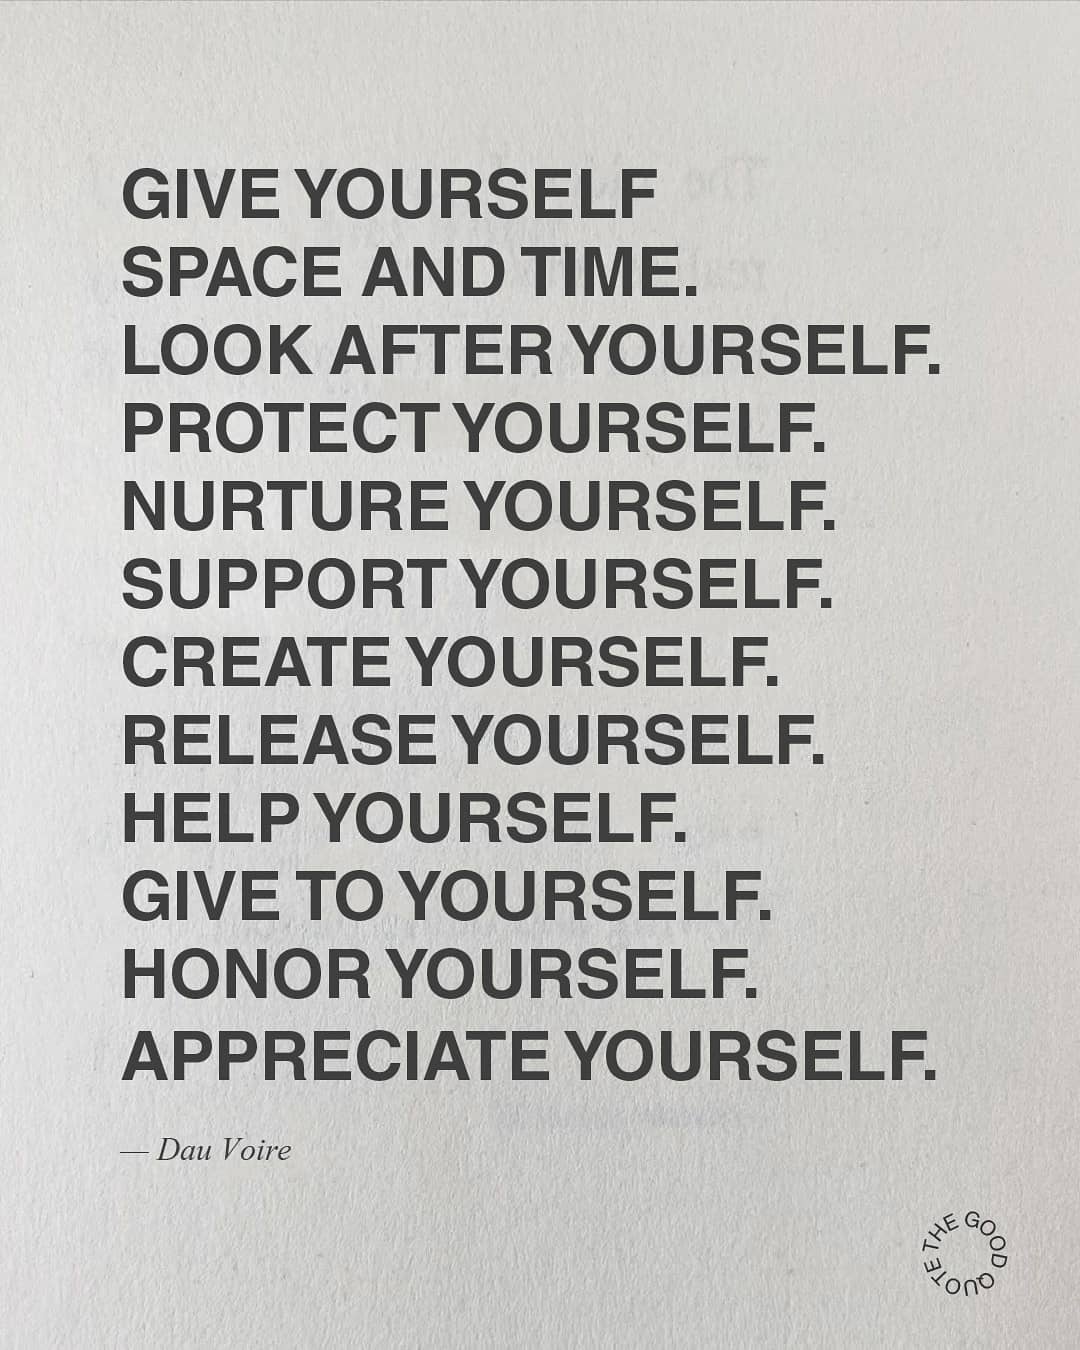 GIVE YOURSELF
SPACE AND TIME.
LOOK AFTER YOURSELF.
PROTECT YOURSELF.
NURTURE YOURSELF.
SUPPORT YOURSELF.
CREATE YOURSELF.
RELEASE YOURSELF.
HELP YOURSELF.
GIVE TO YOURSELF.
HONOR YOURSELF.
APPRECIATE YOURSELF.
— Dau Voire
THE GOOD QUOTE